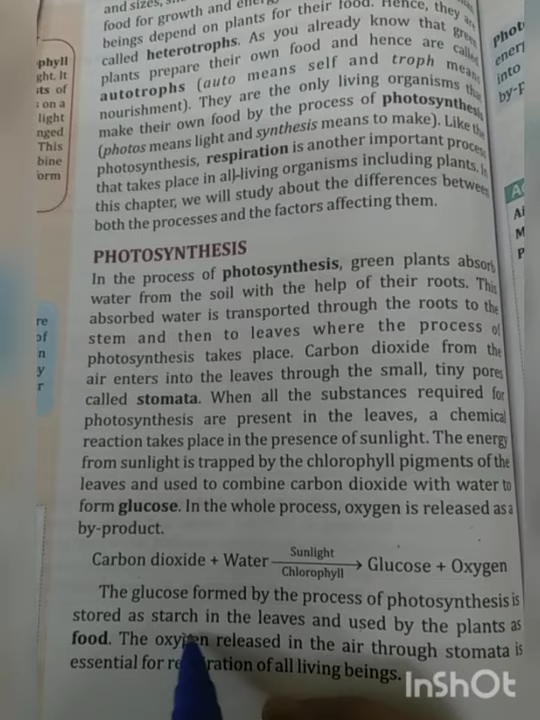 and sizes,
food for growth and
beings depend on plants for their food. Hence, they are
called heterotrophs. As you already know that green
plants prepare their own food and hence are called
autotrophs (auto means self and troph means
nourishment). They are the only living organisms that
make their own food by the process of photosynthesis
(photos means light and synthesis means to make). Like the
photosynthesis, respiration is another important process
that takes place in all living organisms including plants. In
this chapter, we will study about the differences between
both the processes and the factors affecting them.
PHOTOSYNTHESIS
In the process of photosynthesis, green plants absorb
water from the soil with the help of their roots. This
absorbed water is transported through the roots to the
stem and then to leaves where the process of
photosynthesis takes place. Carbon dioxide from the
air enters into the leaves through the small, tiny pores
called stomata. When all the substances required for
photosynthesis are present in the leaves, a chemical
reaction takes place in the presence of sunlight. The energy
from sunlight is trapped by the chlorophyll pigments of the
leaves and used to combine carbon dioxide with water to
form glucose. In the whole process, oxygen is released as a
by-product.
Carbon dioxide + Water Sunlight Chlorophyll → Glucose + Oxygen
The glucose formed by the process of photosynthesis is
stored as starch in the leaves and used by the plants as
food. The oxygen released in the air through stomata is
essential for respiration of all living beings.
InShOt